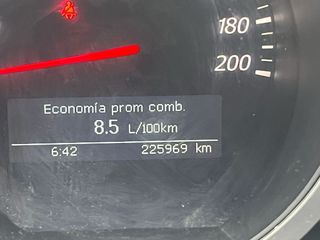 180
200
Economía prom comb.
8.5 L/100km
6:42 225969 km